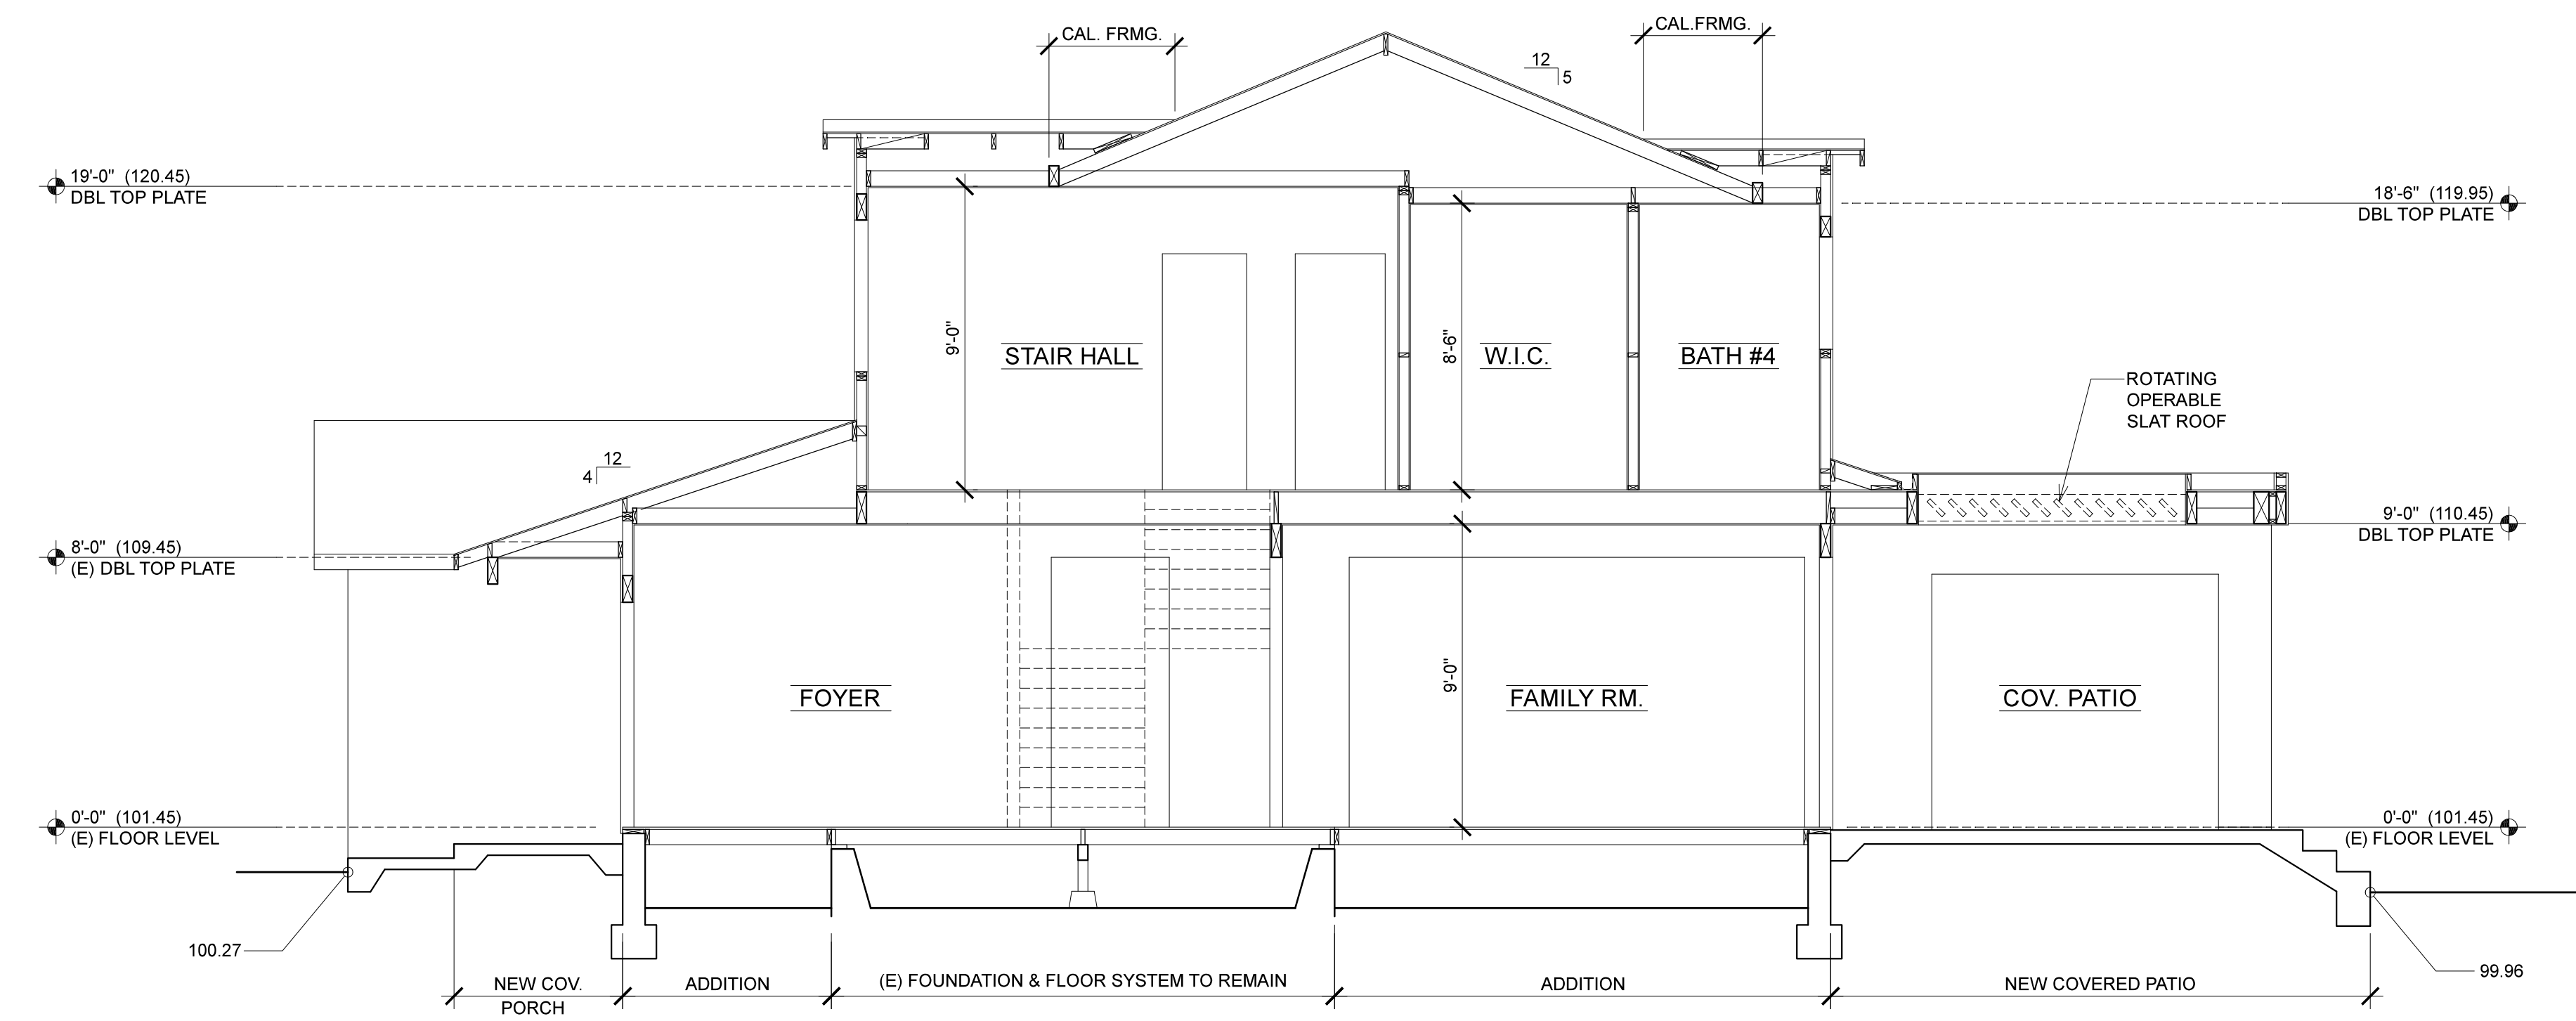 CAL. FRMG.
CAL.FRMG.
12
5
19'-0" (120.45)
DBL TOP PLATE
18'-6" (119.95)
DBL TOP PLATE
9'-0"
STAIR HALL
8'-6"
W.I.C.
BATH #4
ROTATING
OPERABLE
SLAT ROOF
12
4
8'-0" (109.45)
(E) DBL TOP PLATE
9'-0" (110.45)
DBL TOP PLATE
FOYER
9'-0"
FAMILY RM.
COV. PATIO
0'-0" (101.45)
(E) FLOOR LEVEL
0'-0" (101.45)
(E) FLOOR LEVEL
100.27
99.96
NEW COV.
PORCH
ADDITION
(E) FOUNDATION & FLOOR SYSTEM TO REMAIN
ADDITION
NEW COVERED PATIO